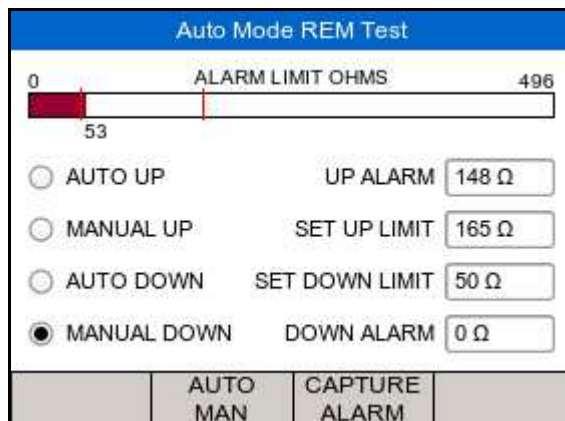 Auto Mode REM Test
0 ALARM LIMIT OHMS 496
53
AUTO UP UP ALARM 148 Ω
MANUAL UP SET UP LIMIT 165 Ω
AUTO DOWN SET DOWN LIMIT 50 Ω
MANUAL DOWN DOWN ALARM 0 Ω
AUTO CAPTURE
MAN ALARM